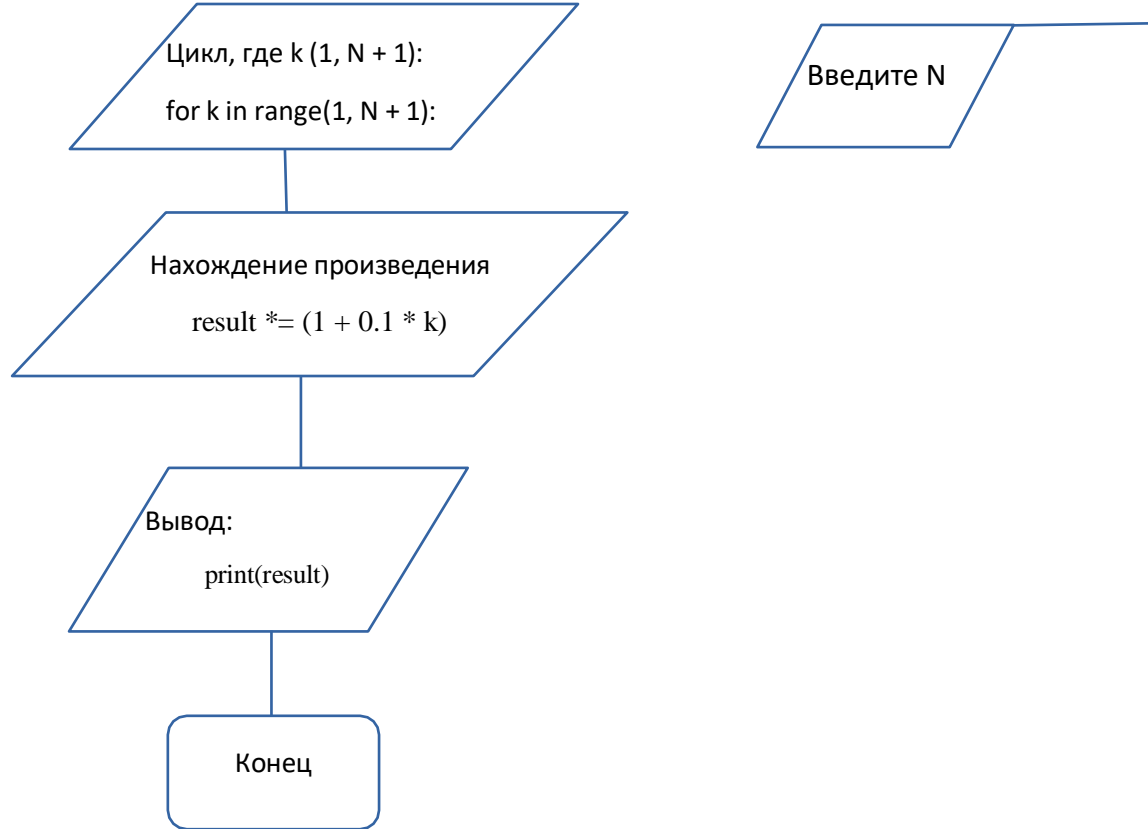 Цикл, где k (1, N + 1):
for k in range(1, N + 1):
Введите N
Нахождение произведения
result *= (1 + 0.1 * k)
Вывод:
print(result)
Конец